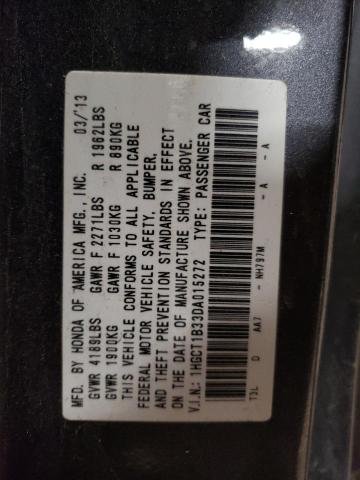 MFD. BY HONDA OF AMERICA MFG., INC. 03/13
GVWR 4189LBS GAWR F 2271LBS R 1962LBS
GVWR 1900KG GAWR F 1030KG R 890KG
THIS VEHICLE CONFORMS TO ALL APPLICABLE
FEDERAL MOTOR VEHICLE SAFETY, BUMPER,
AND THEFT PREVENTION STANDARDS IN EFFECT
ON THE DATE OF MANUFACTURE SHOWN ABOVE.
V.I.N.: 1HGCT1B33DA015272 TYPE: PASSENGER CAR
T3L D AA7 - NH797M - A - A